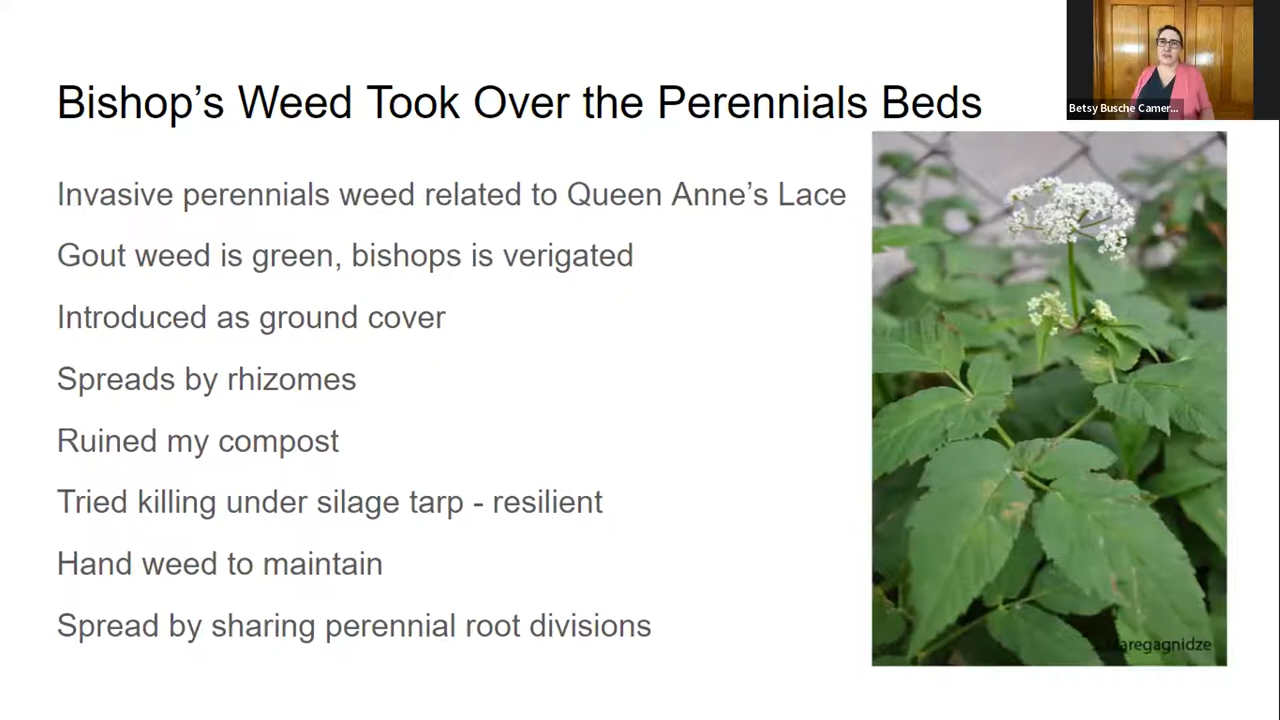 Bishop's Weed Took Over the Perennials Beds
Betsy Busche Camer...
Invasive perennials weed related to Queen Anne's Lace
Gout weed is green, bishops is verigated
Introduced as ground cover
Spreads by rhizomes
Ruined my compost
Tried killing under silage tarp - resilient
Hand weed to maintain
Spread by sharing perennial root divisions